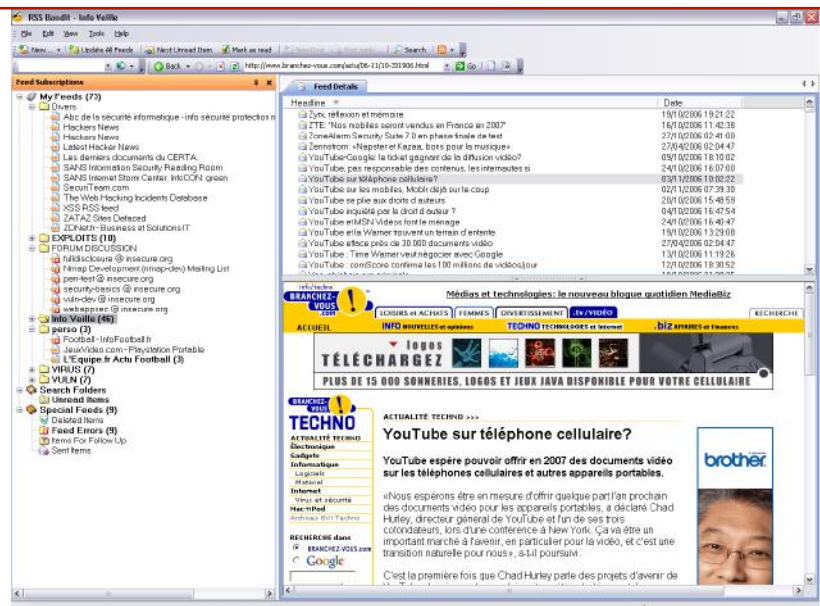 RSS Bandit - Info Veille
File Edit View Tools Help
New... Update All Feeds Next Unread Item Mark as read Search
Back http://www.branchez-vous.com/actu/06-11/10-331906.html Go
Feed Subscriptions
My Feeds (73)
Divers
Abc de la sécurité informatique - info sécurité protection m
Hackers News
Hackers News
Latest Hacker News
Les derniers documents du CERTA.
SANS Information Security Reading Room
SANS Internet Storm Center, InfoCON: green
SecuriTeam.com
The Web Hacking Incidents Database
XSS RSS feed
ZATAZ Sites Defaced
ZDNet.fr - Business et Solutions IT
EXPLOITS (10)
FORUM DISCUSSION
fulldisclosure @ insecure.org
Nmap Development (nmap-dev) Mailing List
pen-test @ insecure.org
security-basics @ insecure.org
vuln-dev @ insecure.org
webappsec @ insecure.org
Info Veille (46)
perso (3)
Football - InfoFootball.fr
JeuxVideo.com - Playstation Portable
L'Equipe.fr Actu Football (3)
VIRUS (7)
VULN (7)
Search Folders
Unread Items
Special Feeds (9)
Deleted Items
Feed Errors (9)
Items For Follow Up
Sent Items
Feed Details
Headline Date
Zyrx, réflexion et mémoire 19/10/2006 19:21:22
ZTE: "Nos mobiles seront vendus en France en 2007" 16/10/2006 11:42:38
ZoneAlarm Security Suite 7.0 en phase finale de test 27/10/2006 02:41:00
Zennstrom: «Napster et Kazaa, bons pour la musique» 27/04/2006 02:04:47
YouTube-Google: le ticket gagnant de la diffusion vidéo? 09/10/2006 18:10:02
YouTube, pas responsable des contenus, les internautes si 24/10/2006 16:07:00
YouTube sur téléphone cellulaire? 03/11/2006 10:02:22
YouTube sur les mobiles, Moblr déjà sur le coup 02/11/2006 07:39:30
YouTube se plie aux droits d auteurs 20/10/2006 15:48:59
YouTube inquiété par le droit d auteur ? 04/10/2006 16:47:54
YouTube et MSN Vidéos font le ménage 24/10/2006 16:40:47
YouTube et la Warner trouvent un terrain d'entente 19/10/2006 13:29:08
YouTube efface près de 30.000 documents vidéo 27/04/2006 02:04:47
YouTube : Time Warner veut négocier avec Google 13/10/2006 11:19:26
YouTube : comScore confirme les 100 millions de vidéos/jour 12/10/2006 18:30:52
info/techno
BRANCHEZ-VOUS .com
Médias et technologies: le nouveau blogue quotidien MediaBiz
LOISIRS et ACHATS FEMMES DIVERTISSEMENT .tv/VIDÉO RECHERCHE
ACCUEIL INFO NOUVELLES et opinions TECHNO TECHNOLOGIES et Internet .biz AFFAIRES et finances
logos
TÉLÉCHARGEZ
PLUS DE 15 000 SONNERIES, LOGOS ET JEUX JAVA DISPONIBLE POUR VOTRE CELLULAIRE
BRANCHEZ-VOUS
TECHNO
ACTUALITÉ TECHNO
Électronique
Gadgets
Informatique
Logiciels
Matériel
Internet
Virus et sécurité
Mac+iPod
Archives BV! Techno
RECHERCHE dans
BRANCHEZ-VOUS.com
Google
ACTUALITÉ TECHNO >>>
YouTube sur téléphone cellulaire?
YouTube espère pouvoir offrir en 2007 des documents vidéo
sur les téléphones cellulaires et autres appareils portables.
«Nous espérons être en mesure d'offrir quelque part l'an prochain
des documents vidéo pour les appareils portables, a déclaré Chad
Hurley, directeur général de YouTube et l'un de ses trois
cofondateurs, lors d'une conférence à New York. Ça va être un
important marché à l'avenir, en particulier pour la vidéo, et c'est une
transition naturelle pour nous», a-t-il poursuivi.
C'est la première fois que Chad Hurley parle des projets d'avenir de
brother